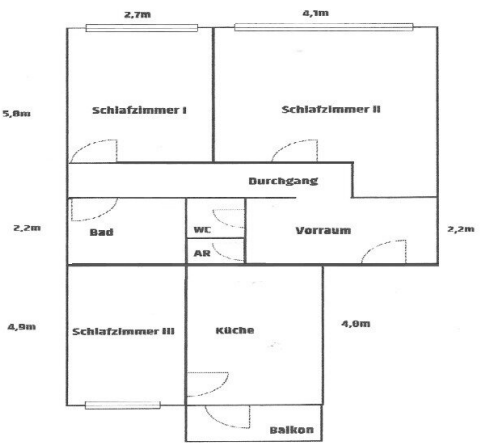 2,7m
4,1m
5,8m
Schlafzimmer I
Schlafzimmer II
Durchgang
2,2m
Bad
WC
Vorraum
2,2m
AR
4,9m
Schlafzimmer III
Küche
4,0m
Balkon